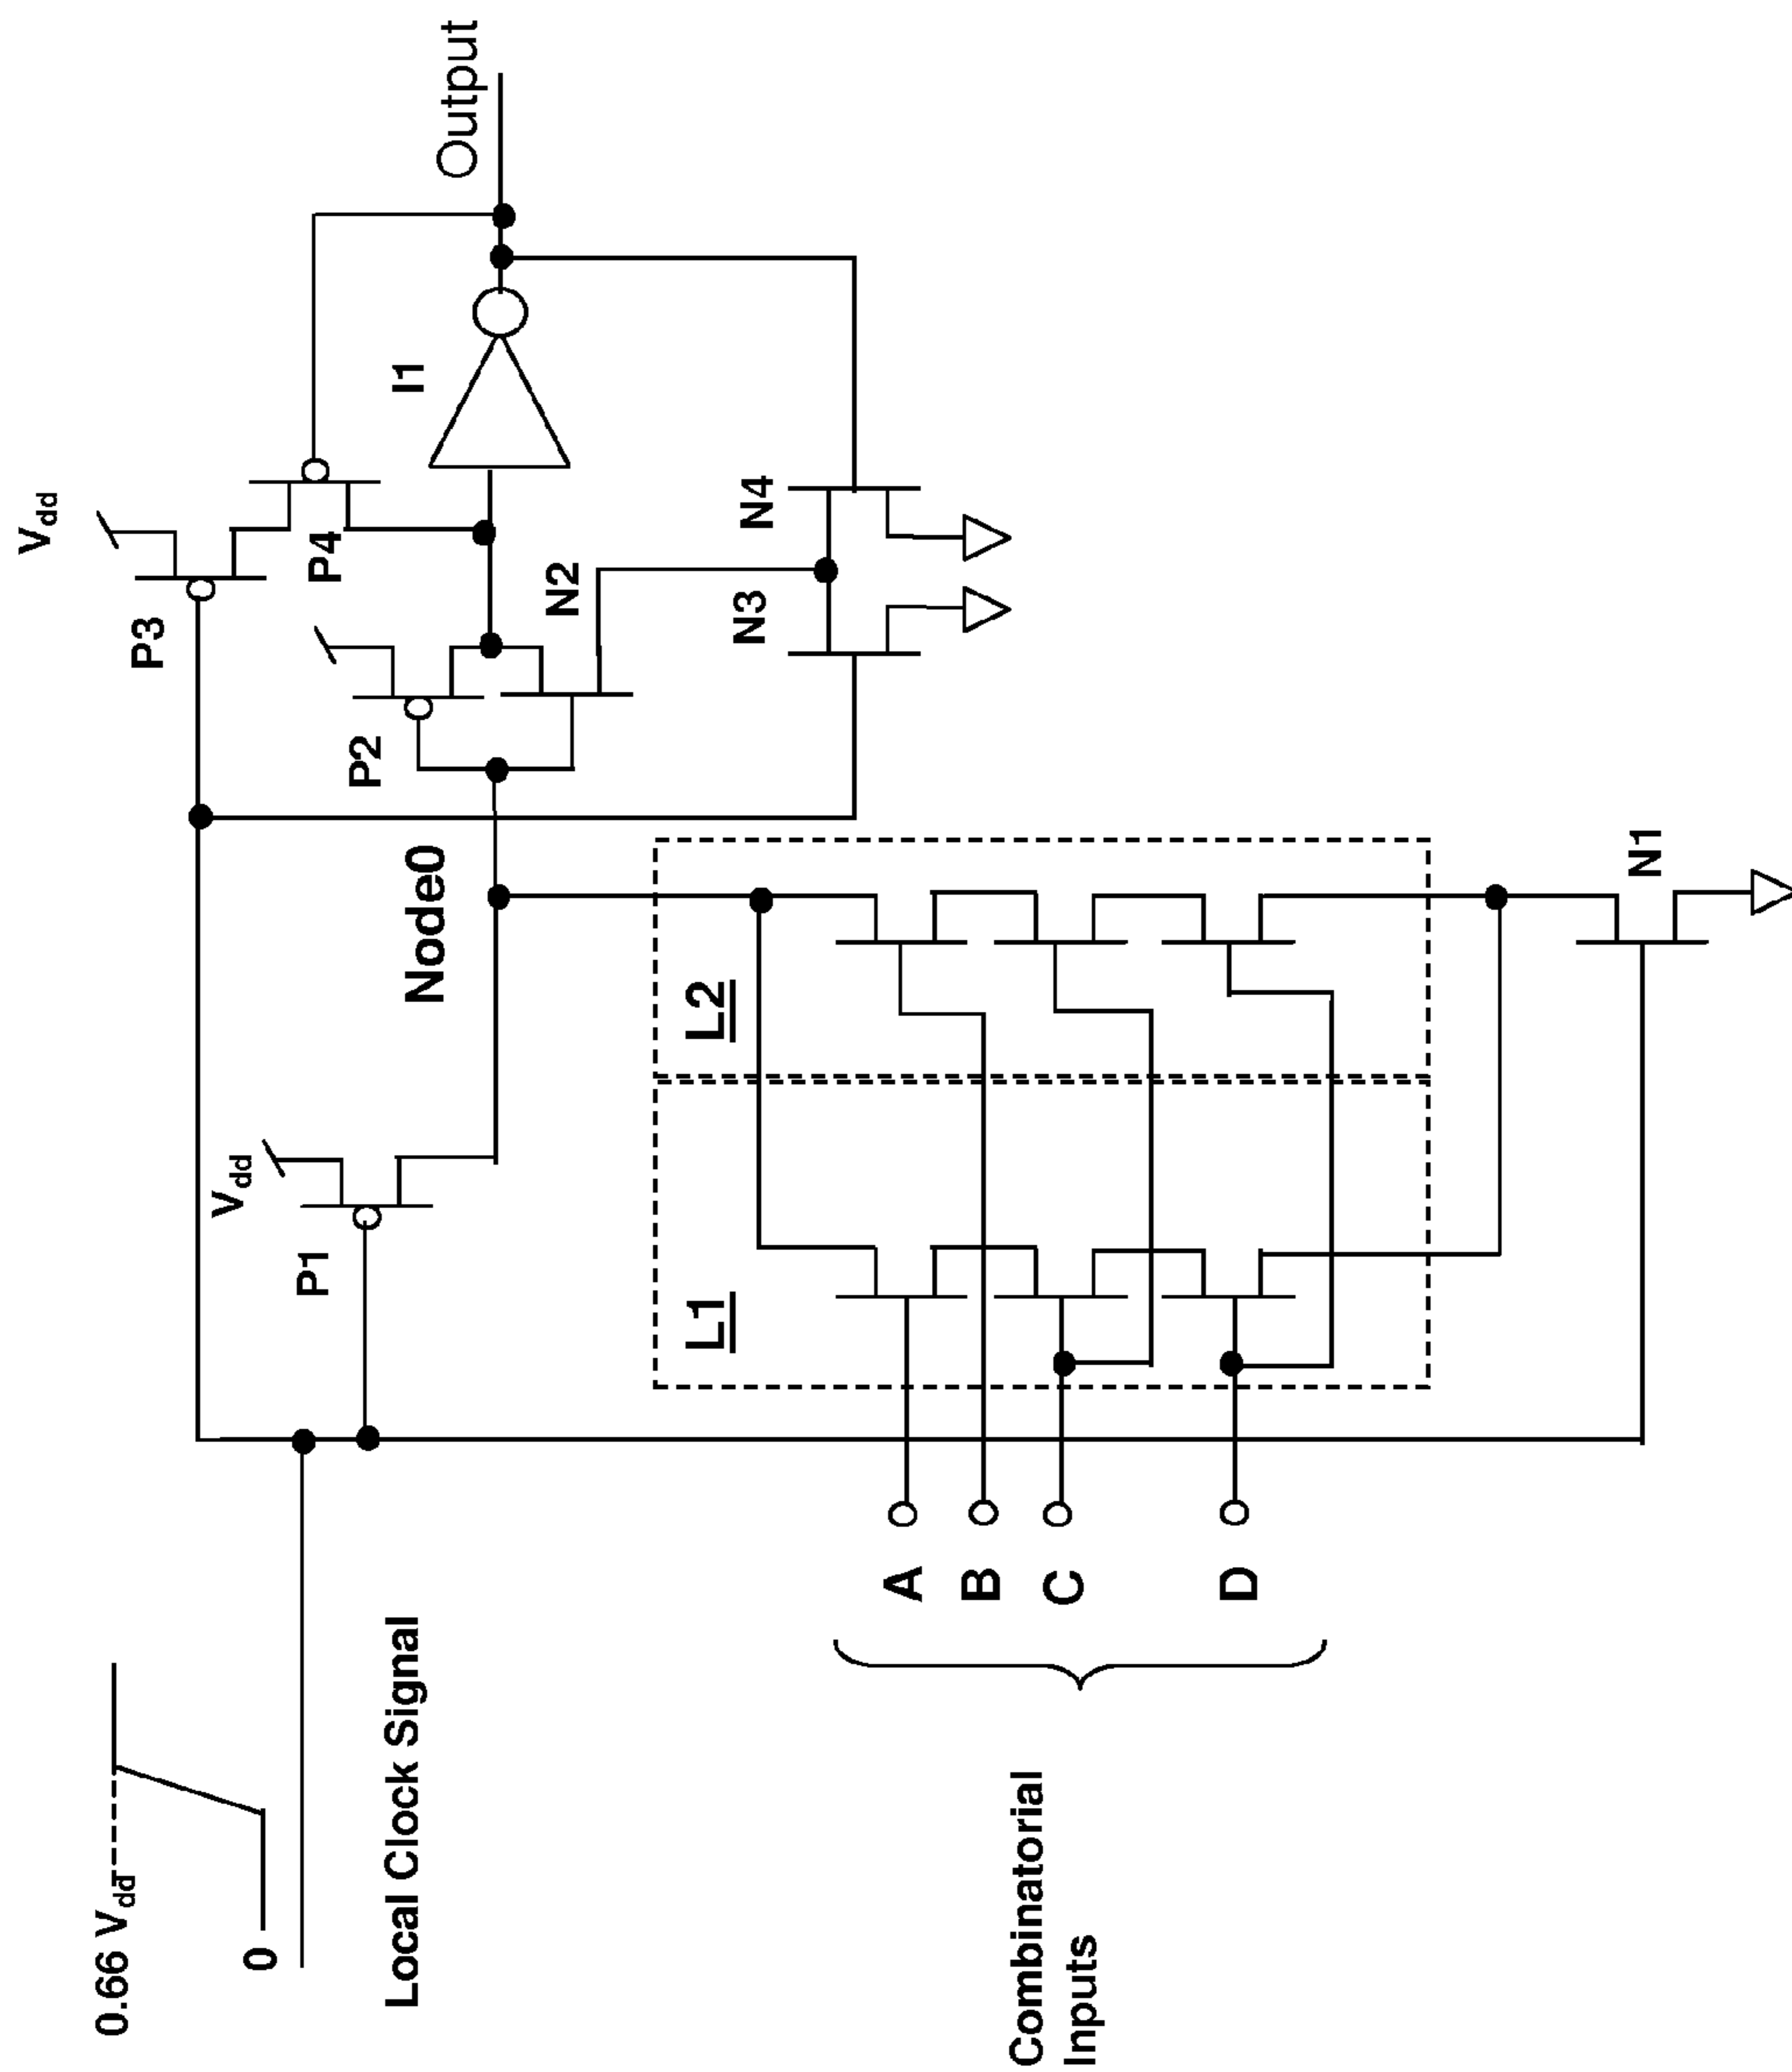 0.66 Vdd
0
Local Clock Signal
Combinatorial
Inputs
A
B
C
D
P1
Vdd
L1
L2
Node0
N1
P2
P3
Vdd
P4
N2
N3
N4
I1
Output